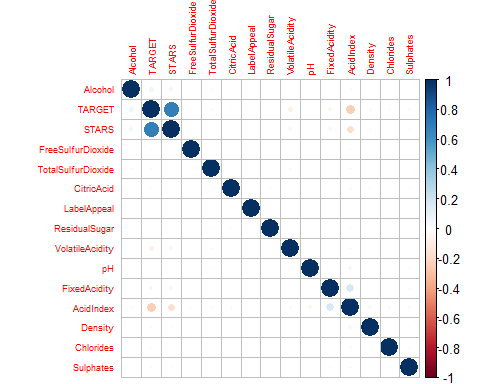 Alcohol
TARGET
STARS
FreeSulfurDioxide
TotalSulfurDioxide
CitricAcid
LabelAppeal
ResidualSugar
VolatileAcidity
pH
FixedAcidity
AcidIndex
Density
Chlorides
Sulphates
Alcohol
TARGET
STARS
FreeSulfurDioxide
TotalSulfurDioxide
CitricAcid
LabelAppeal
ResidualSugar
VolatileAcidity
pH
FixedAcidity
AcidIndex
Density
Chlorides
Sulphates
1
0.8
0.6
0.4
0.2
0
-0.2
-0.4
-0.6
-0.8
-1